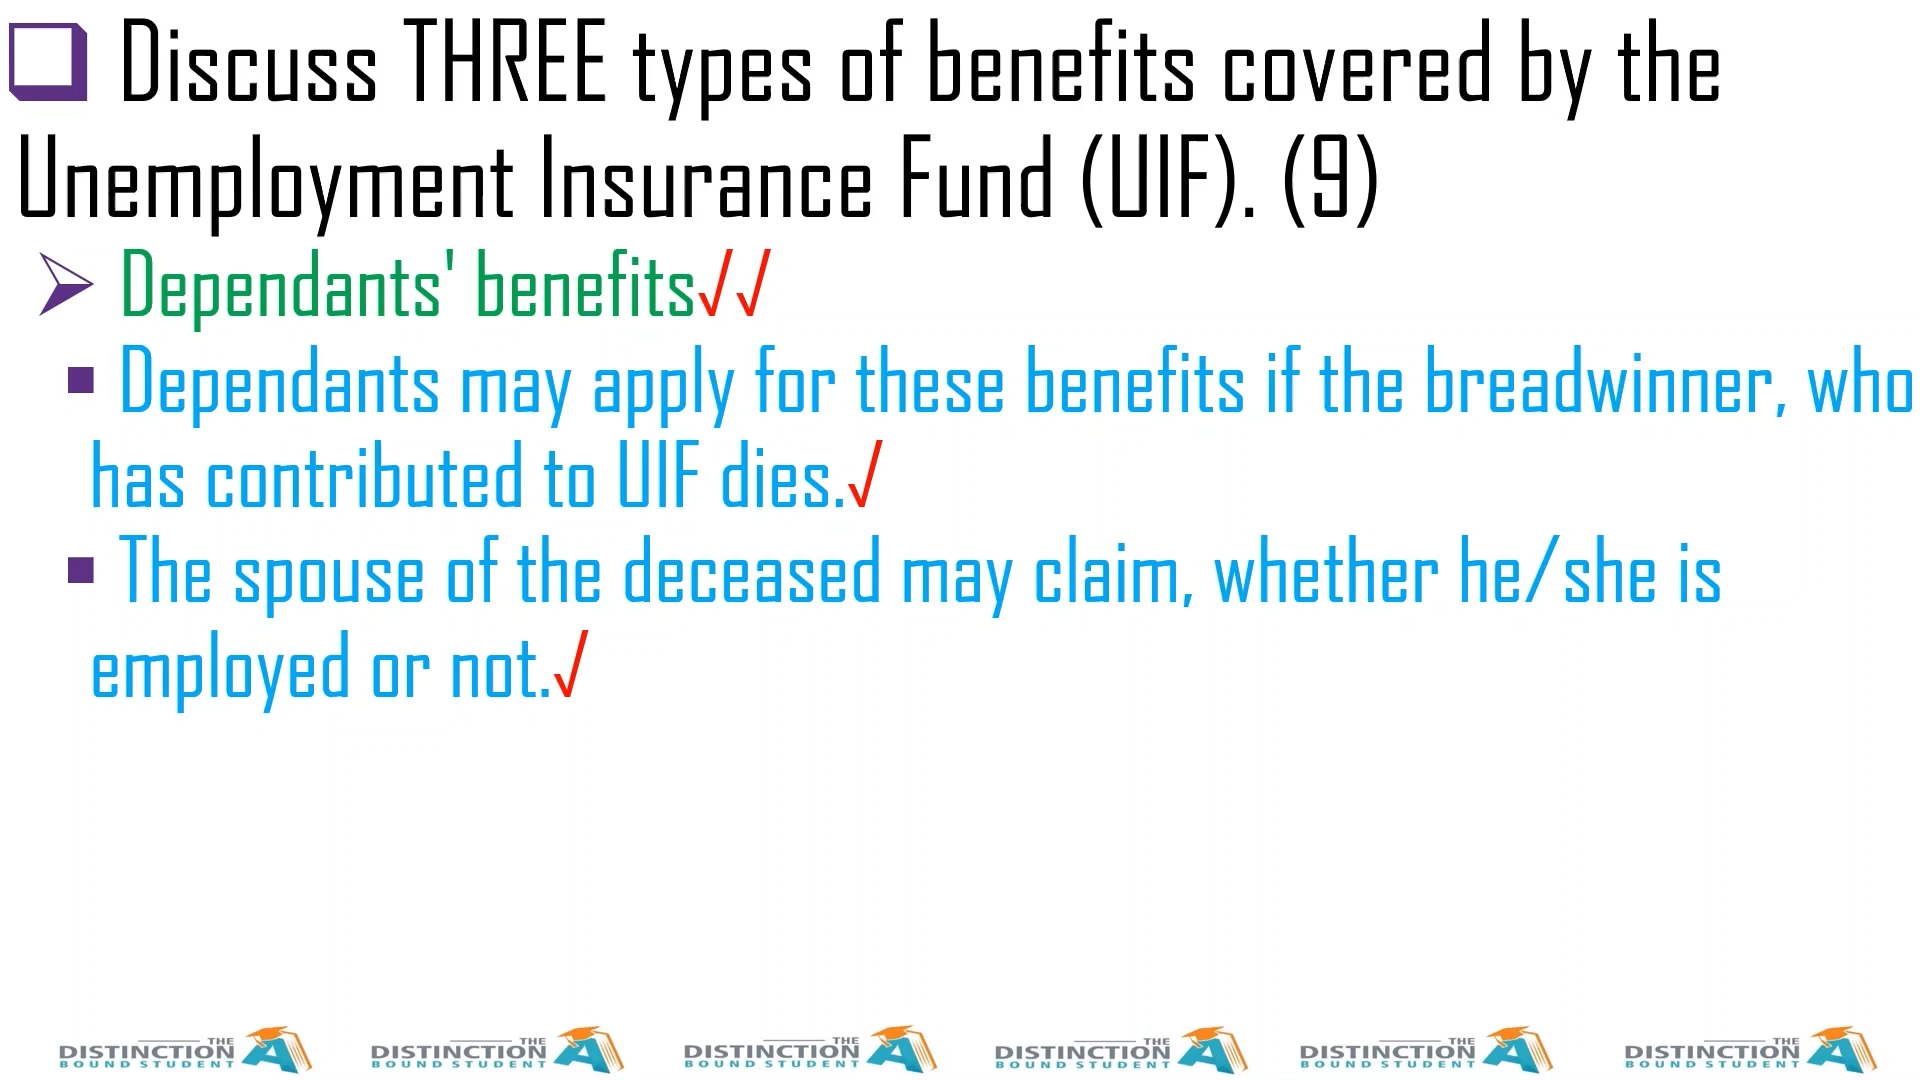 Discuss THREE types of benefits covered by the
Unemployment Insurance Fund (UIF). (9)
Dependants' benefits√√
Dependants may apply for these benefits if the breadwinner, who
has contributed to UIF dies.√
The spouse of the deceased may claim, whether he/she is
employed or not.√
THE DISTINCTION BOUND STUDENT
THE DISTINCTION BOUND STUDENT
THE DISTINCTION BOUND STUDENT
THE DISTINCTION BOUND STUDENT
THE DISTINCTION BOUND STUDENT
THE DISTINCTION BOUND STUDENT